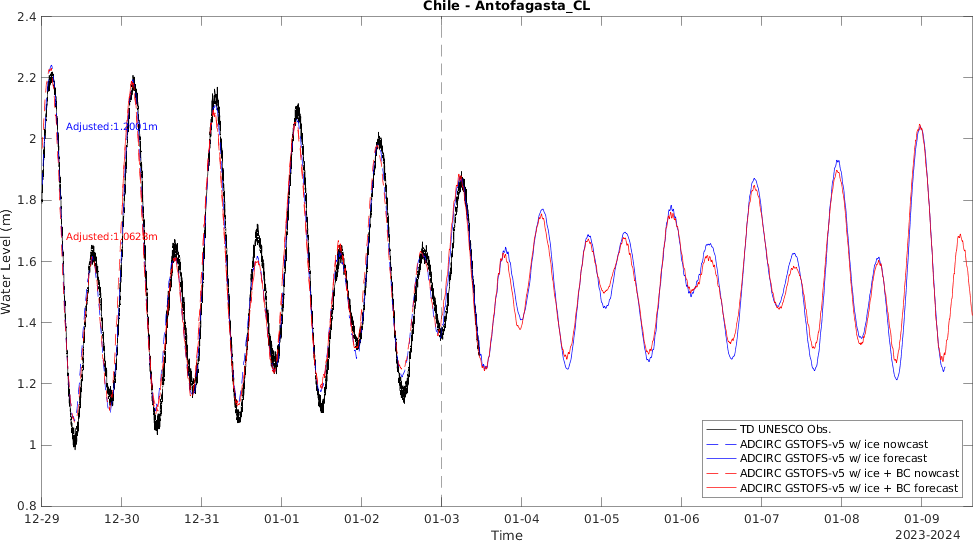 Chile - Antofagasta_CL
2.4
2.2
2
1.8
1.6
1.4
1.2
1
0.8
Water Level (m)
Adjusted:1.2001m
Adjusted:1.0628m
TD UNESCO Obs.
ADCIRC GSTOFS-v5 w/ ice nowcast
ADCIRC GSTOFS-v5 w/ ice forecast
ADCIRC GSTOFS-v5 w/ ice + BC nowcast
ADCIRC GSTOFS-v5 w/ ice + BC forecast
12-29 12-30 12-31 01-01 01-02 01-03 01-04 01-05 01-06 01-07 01-08 01-09
Time
2023-2024